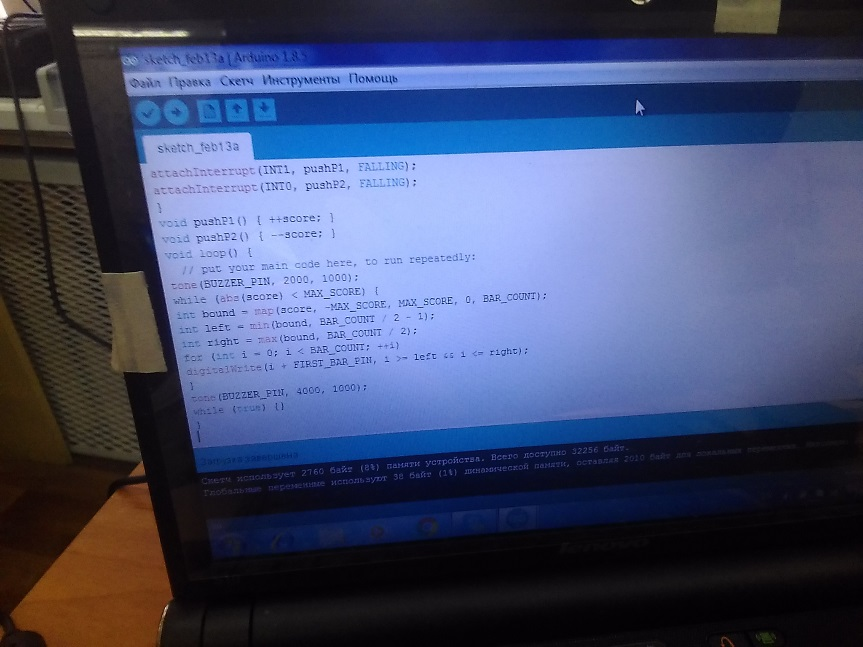 sketch_feb13a | Arduino 1.8.5
Файл Правка Скетч Инструменты Помощь
sketch_feb13a
attachInterrupt(INT1, pushP1, FALLING);
attachInterrupt(INT0, pushP2, FALLING);
}
void pushP1() { ++score; }
void pushP2() { --score; }
void loop() {
// put your main code here, to run repeatedly:
tone(BUZZER_PIN, 2000, 1000);
while (abs(score) < MAX_SCORE) {
int bound = map(score, -MAX_SCORE, MAX_SCORE, 0, BAR_COUNT);
int left = min(bound, BAR_COUNT / 2 - 1);
int right = max(bound, BAR_COUNT / 2);
for (int i = 0; i < BAR_COUNT; ++i)
digitalWrite(i + FIRST_BAR_PIN, i >= left && i <= right);
}
tone(BUZZER_PIN, 4000, 1000);
while (true) {}
}
Загрузка завершена
Скетч использует 2760 байт (8%) памяти устройства. Всего доступно 32256 байт.
Глобальные переменные используют 38 байт (1%) динамической памяти, оставляя 2010 байт для локальных переменных.
lenovo